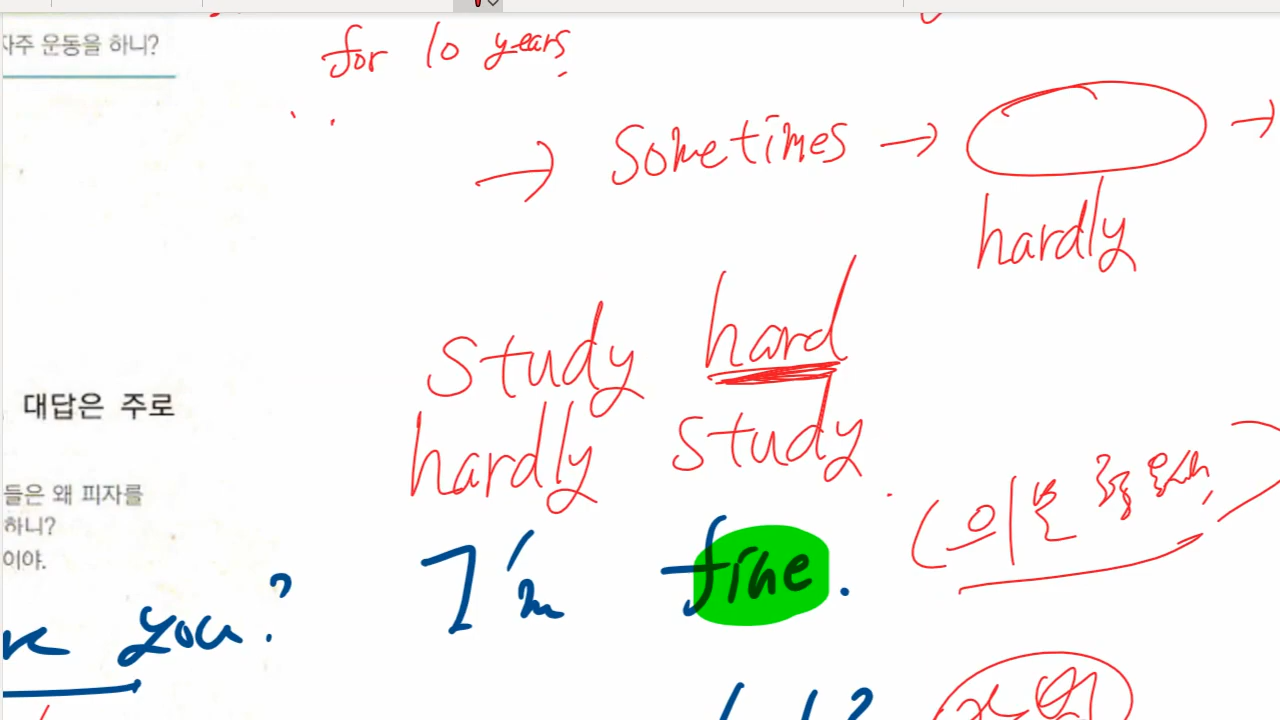 자주 운동을 하니?
for 10 years
→ Sometimes → →
hardly
study hard
hardly study
대답은 주로
들은 왜 피자를
하니?
이야.
I'm fine.
you?